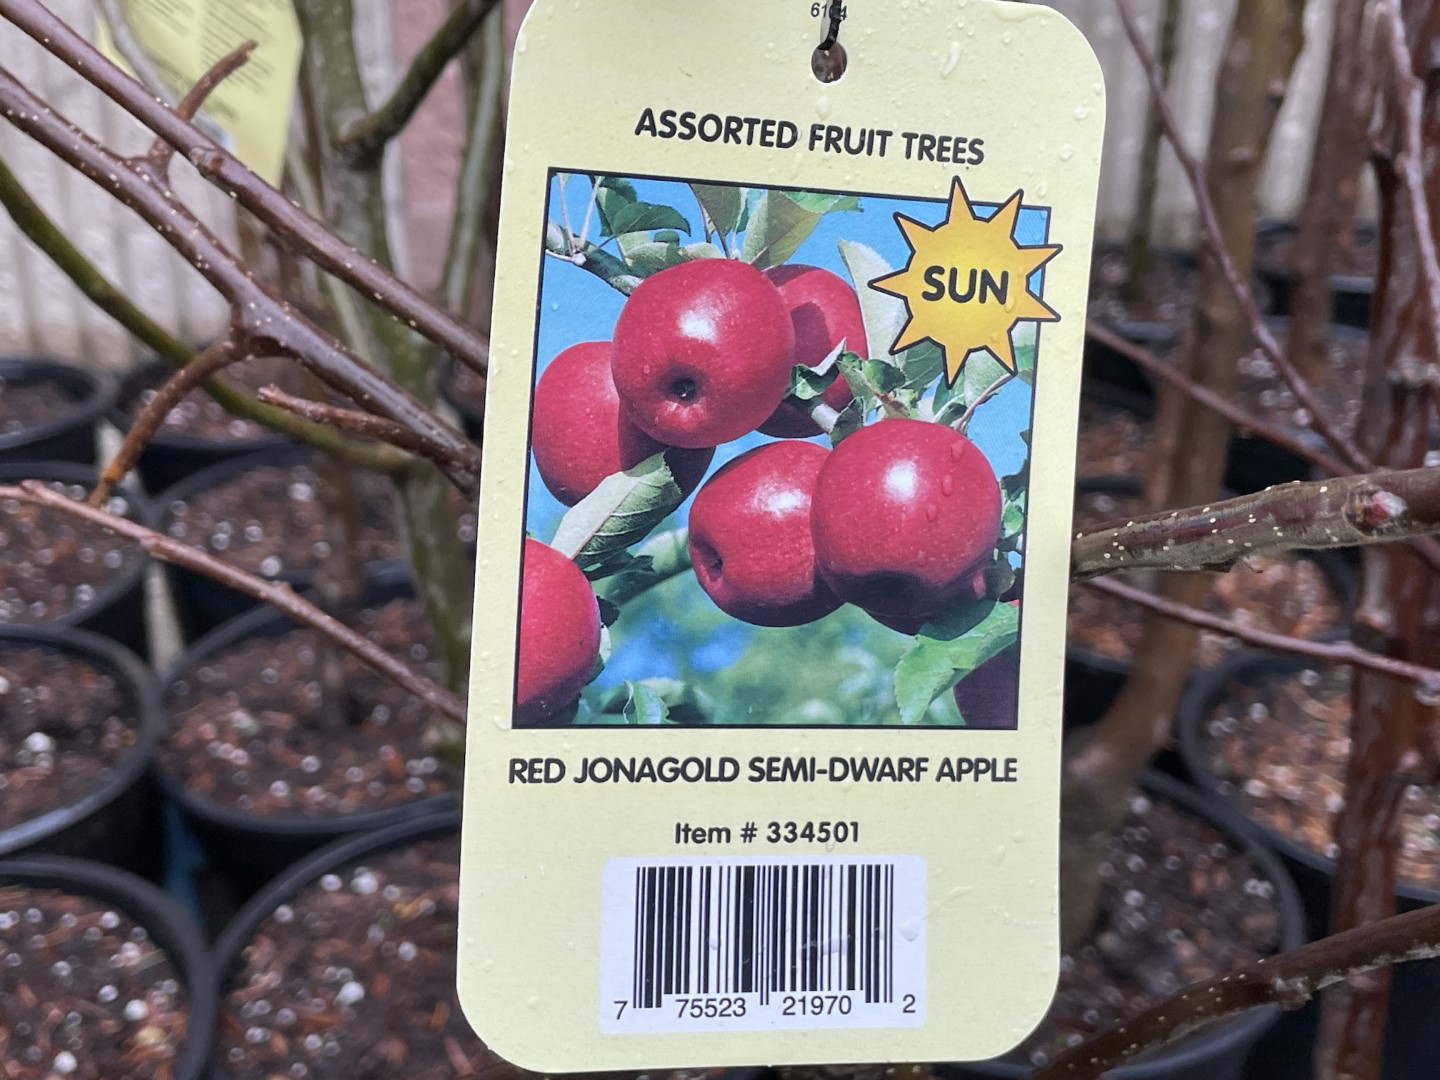 ASSORTED FRUIT TREES
SUN
RED JONAGOLD SEMI-DWARF APPLE
Item # 334501
7 75523 21970 2